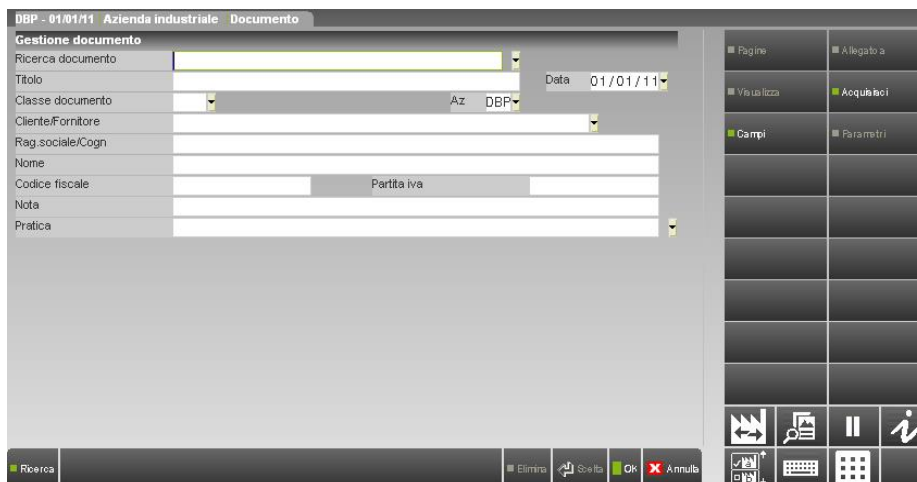 DBP - 01/01/11 Azienda industriale Documento
Gestione documento
Ricerca documento
Titolo Data 01/01/11
Classe documento Az DBP
Cliente/Fornitore
Rag.sociale/Cogn
Nome
Codice fiscale Partita iva
Nota
Pratica
Pagine Allegato a
Visualizza Acquisisci
Campi Parametri
Ricerca Elimina Scelta OK Annulla